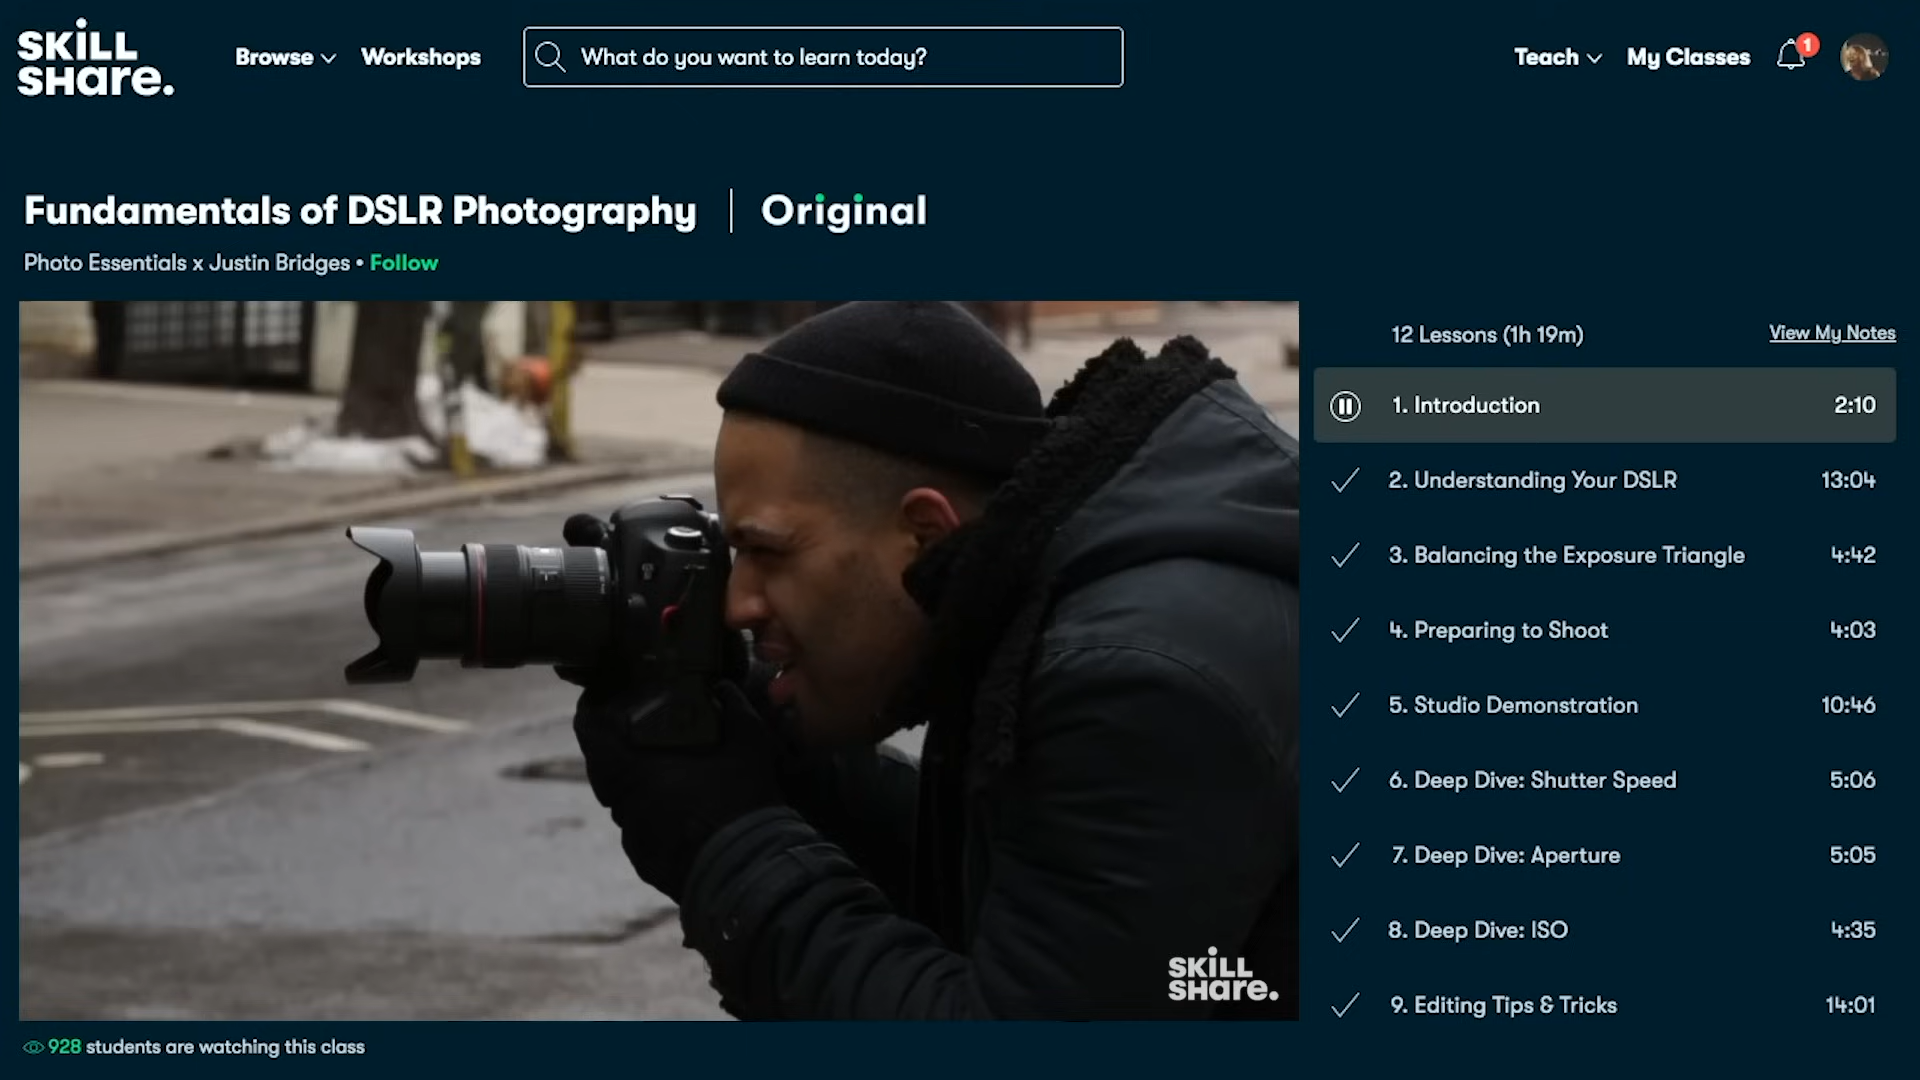 SKILL
SHARE.
Browse
Workshops
What do you want to learn today?
Teach
My Classes
1
Fundamentals of DSLR Photography | Original
Photo Essentials x Justin Bridges • Follow
12 Lessons (1h 19m)
View My Notes
1. Introduction 2:10
2. Understanding Your DSLR 13:04
3. Balancing the Exposure Triangle 4:42
4. Preparing to Shoot 4:03
5. Studio Demonstration 10:46
6. Deep Dive: Shutter Speed 5:06
7. Deep Dive: Aperture 5:05
8. Deep Dive: ISO 4:35
9. Editing Tips & Tricks 14:01
SKILL
SHARE.
928 students are watching this class